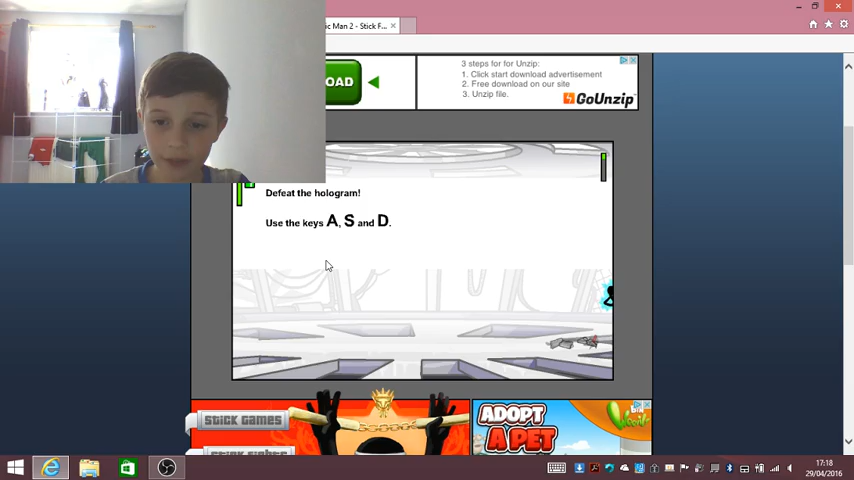 ic Man 2 - Stick F...
OAD
3 steps for for Unzip:
1. Click start download advertisement
2. Free download on our site
3. Unzip file.
GoUnzip
Defeat the hologram!
Use the keys A, S and D.
STICK GAMES
ADOPT
A PET
17:18
29/04/2016